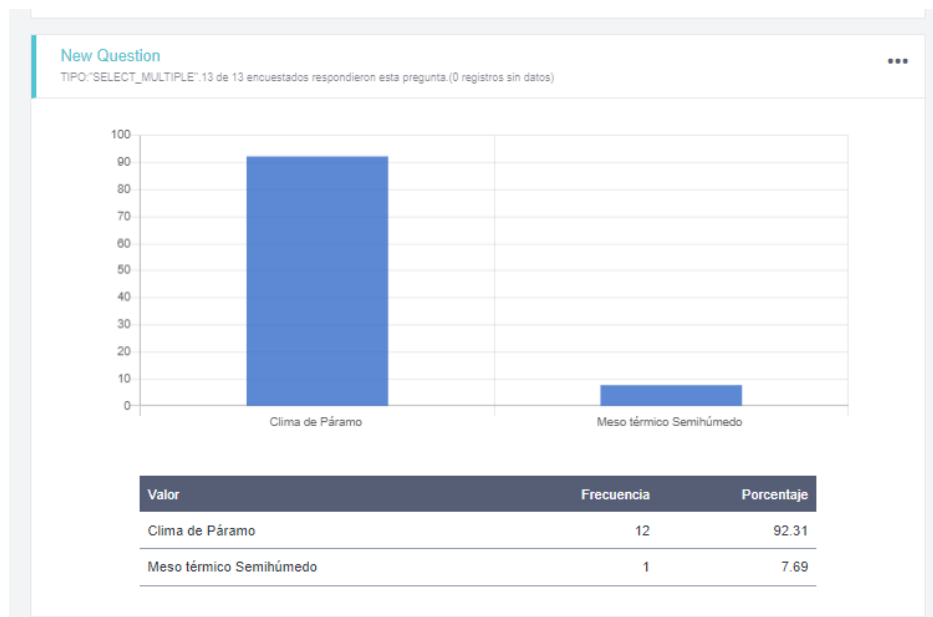 New Question
TIPO:"SELECT_MULTIPLE".13 de 13 encuestados respondieron esta pregunta.(0 registros sin datos)
100
90
80
70
60
50
40
30
20
10
0
Clima de Páramo Meso térmico Semihúmedo
Valor Frecuencia Porcentaje
Clima de Páramo 12 92.31
Meso térmico Semihúmedo 1 7.69